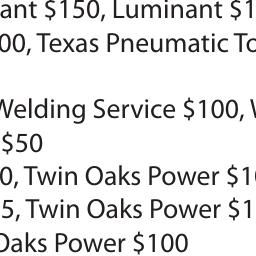 ant $150, Luminant $1
00, Texas Pneumatic To
Welding Service $100, 
$50
0, Twin Oaks Power $1
5, Twin Oaks Power $1
Oaks Power $100